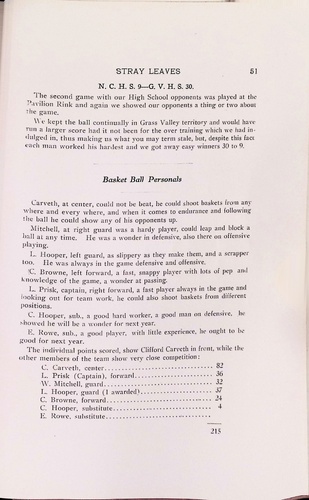 STRAY LEAVES 51
N. C. H. S. 9—G. V. H. S. 30.
The second game with our High School opponents was played at the
Pavilion Rink and again we showed our opponents a thing or two about
the game.
We kept the ball continually in Grass Valley territory and would have
run a larger score had it not been for the over training which we had in-
dulged in, thus making us what you may term stale, but, despite this fact
each man worked his hardest and we got away easy winners 30 to 9.
Basket Ball Personals
Carveth, at center, could not be beat, he could shoot baskets from any
where and every where, and when it comes to endurance and following
the ball he could show any of his opponents up.
Mitchell, at right guard was a hardy player, could leap and block a
ball at any time. He was a wonder in defensive, also there on offensive
playing.
L. Hooper, left guard, as slippery as they make them, and a scrapper
too. He was always in the game defensive and offensive.
C. Browne, left forward, a fast, snappy player with lots of pep and
knowledge of the game, a wonder at passing.
L. Prisk, captain, right forward, a fast player always in the game and
looking out for team work, he could also shoot baskets from different
positions.
C. Hooper, sub., a good hard worker, a good man on defensive, he
showed he will be a wonder for next year.
E. Rowe, sub., a good player, with little experience, he ought to be
good for next year.
The individual points scored, show Clifford Carveth in front, while the
other members of the team show very close competition:
C. Carveth, center 82
L. Prisk (Captain), forward 36
W. Mitchell, guard 32
L. Hooper, guard (1 awarded) 37
C. Browne, forward 24
C. Hooper, substitute 4
E. Rowe, substitute
215